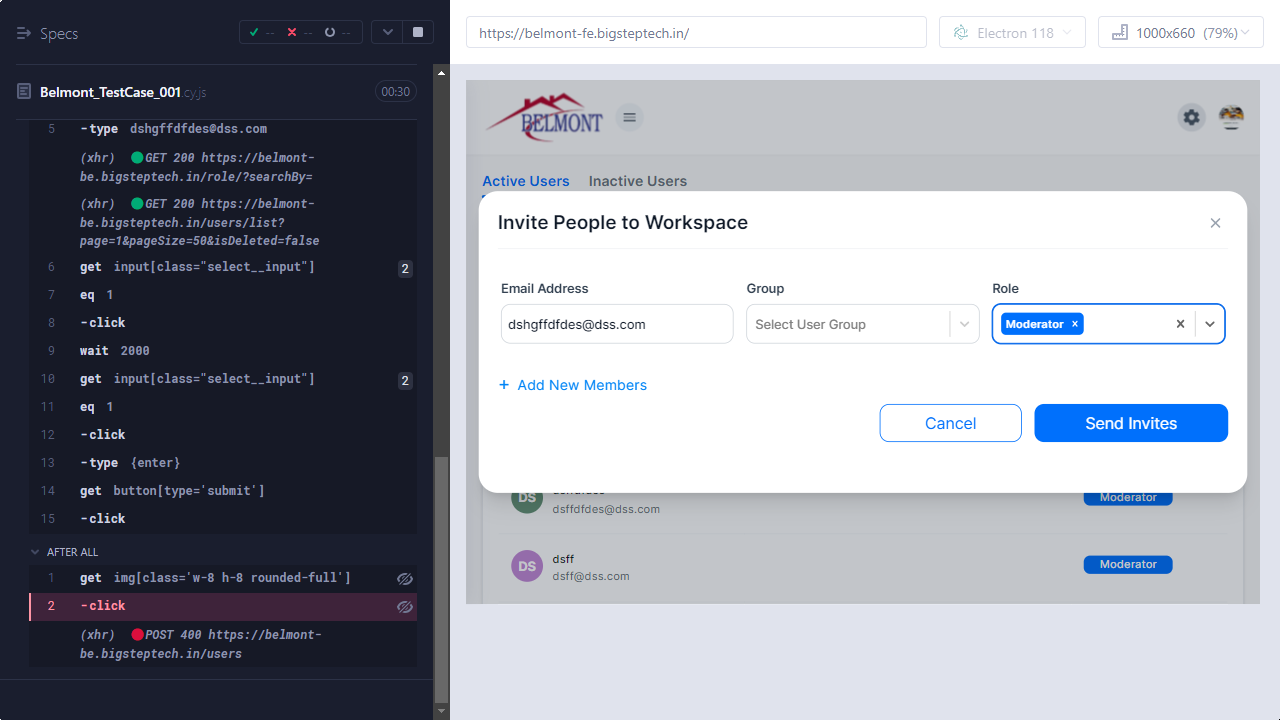 Specs
-- -- --
Belmont_TestCase_001.cy.js 00:30
5 -type dshgffdfdes@dss.com
(xhr) GET 200 https://belmont-
be.bigsteptech.in/role/?searchBy=
(xhr) GET 200 https://belmont-
be.bigsteptech.in/users/list?
page=1&pageSize=50&isDeleted=false
6 get input[class="select__input"] 2
7 eq 1
8 -click
9 wait 2000
10 get input[class="select__input"] 2
11 eq 1
12 -click
13 -type {enter}
14 get button[type='submit']
15 -click
AFTER ALL
1 get img[class='w-8 h-8 rounded-full']
2 -click
(xhr) POST 400 https://belmont-
be.bigsteptech.in/users
https://belmont-fe.bigsteptech.in/
Electron 118
1000x660 (79%)
BELMONT
Active Users Inactive Users
Invite People to Workspace
Email Address Group Role
dshgffdfdes@dss.com Select User Group Moderator ×
+ Add New Members
Cancel Send Invites
DS Moderator
dsffdfdes@dss.com
DS dsff Moderator
dsff@dss.com